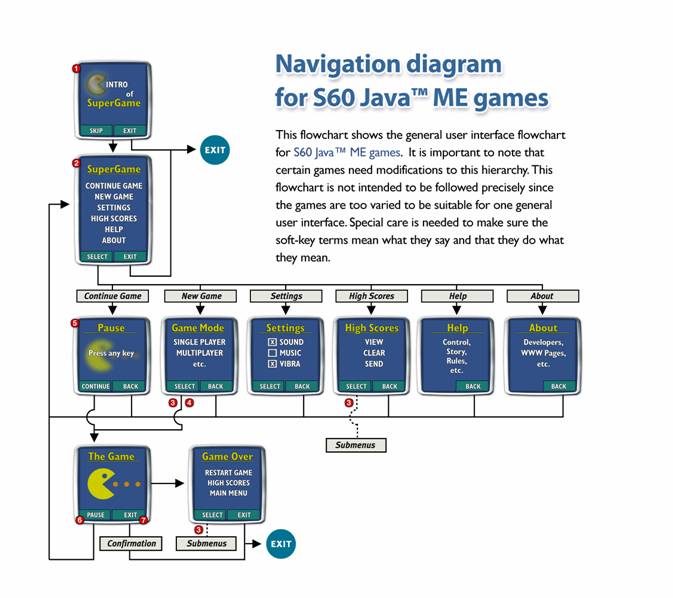 Navigation diagram
for S60 Java™ ME games
This flowchart shows the general user interface flowchart
for S60 Java™ ME games. It is important to note that
certain games need modifications to this hierarchy. This
flowchart is not intended to be followed precisely since
the games are too varied to be suitable for one general
user interface. Special care is needed to make sure the
soft-key terms mean what they say and that they do what
they mean.
1
INTRO
of
SuperGame
SKIP EXIT
EXIT
2
SuperGame
CONTINUE GAME
NEW GAME
SETTINGS
HIGH SCORES
HELP
ABOUT
SELECT EXIT
Continue Game
New Game
Settings
High Scores
Help
About
5
Pause
Press any key
CONTINUE BACK
Game Mode
SINGLE PLAYER
MULTIPLAYER
etc.
SELECT BACK
3 4
Settings
x SOUND
MUSIC
x VIBRA
SELECT BACK
High Scores
VIEW
CLEAR
SEND
SELECT BACK
3
Submenus
Help
Control,
Story,
Rules,
etc.
BACK
About
Developers,
WWW Pages,
etc.
BACK
The Game
PAUSE EXIT
6 7
Confirmation
Game Over
RESTART GAME
HIGH SCORES
MAIN MENU
SELECT EXIT
3
Submenus
EXIT